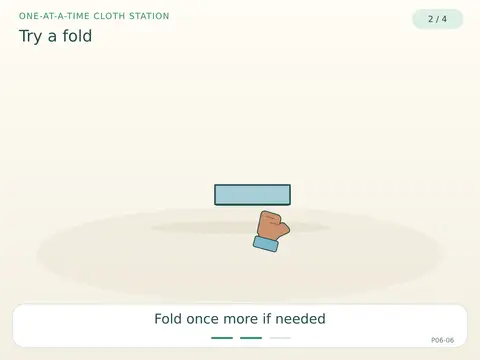 ONE-AT-A-TIME CLOTH STATION
Try a fold
2 / 4
Fold once more if needed
P06-06